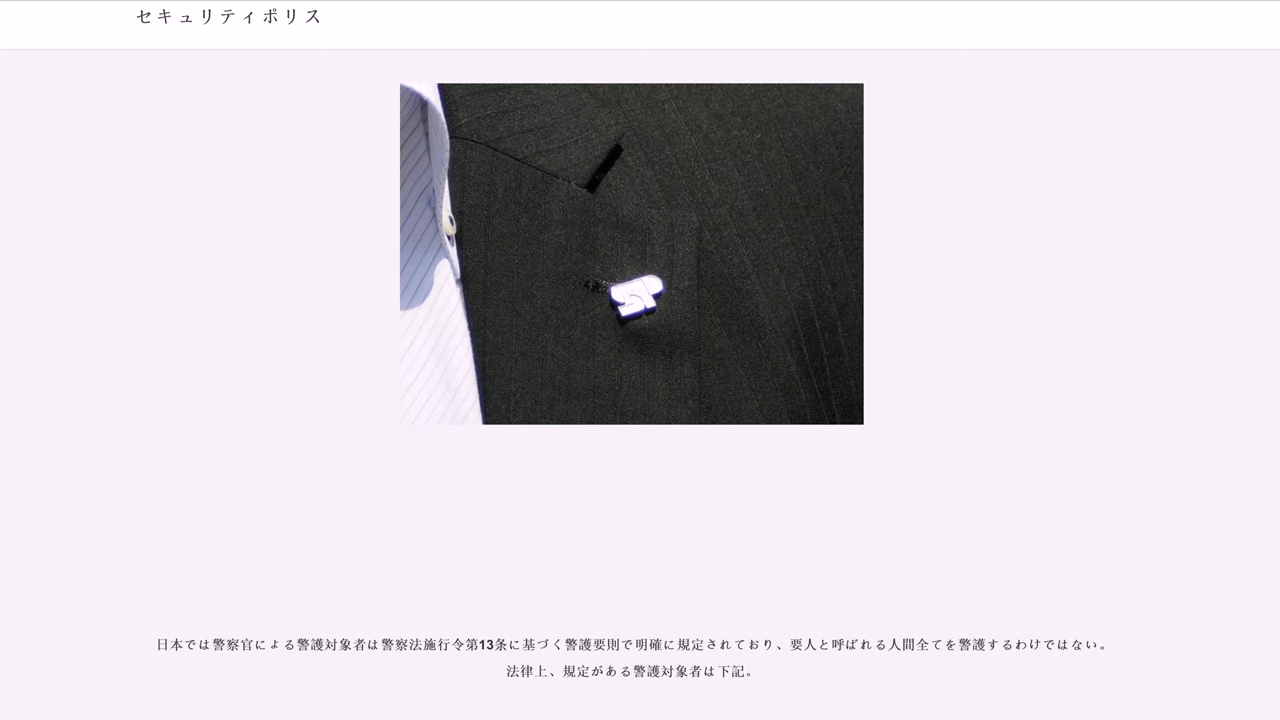 セキュリティポリス
日本では警察官による警護対象者は警察法施行令第13条に基づく警護要則で明確に規定されており、要人と呼ばれる人間全てを警護するわけではない。
法律上、規定がある警護対象者は下記。